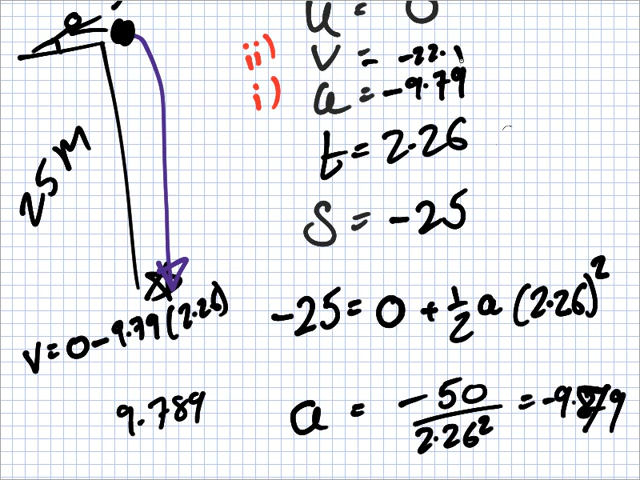 u = 0
ii) v = -22.1
i) a = -9.79
t = 2.26
s = -25
25m
-25 = 0 + 1/2 a (2.26)²
v = 0 - 9.79(2.26)
9.789
a = -50/2.26² = -9.79